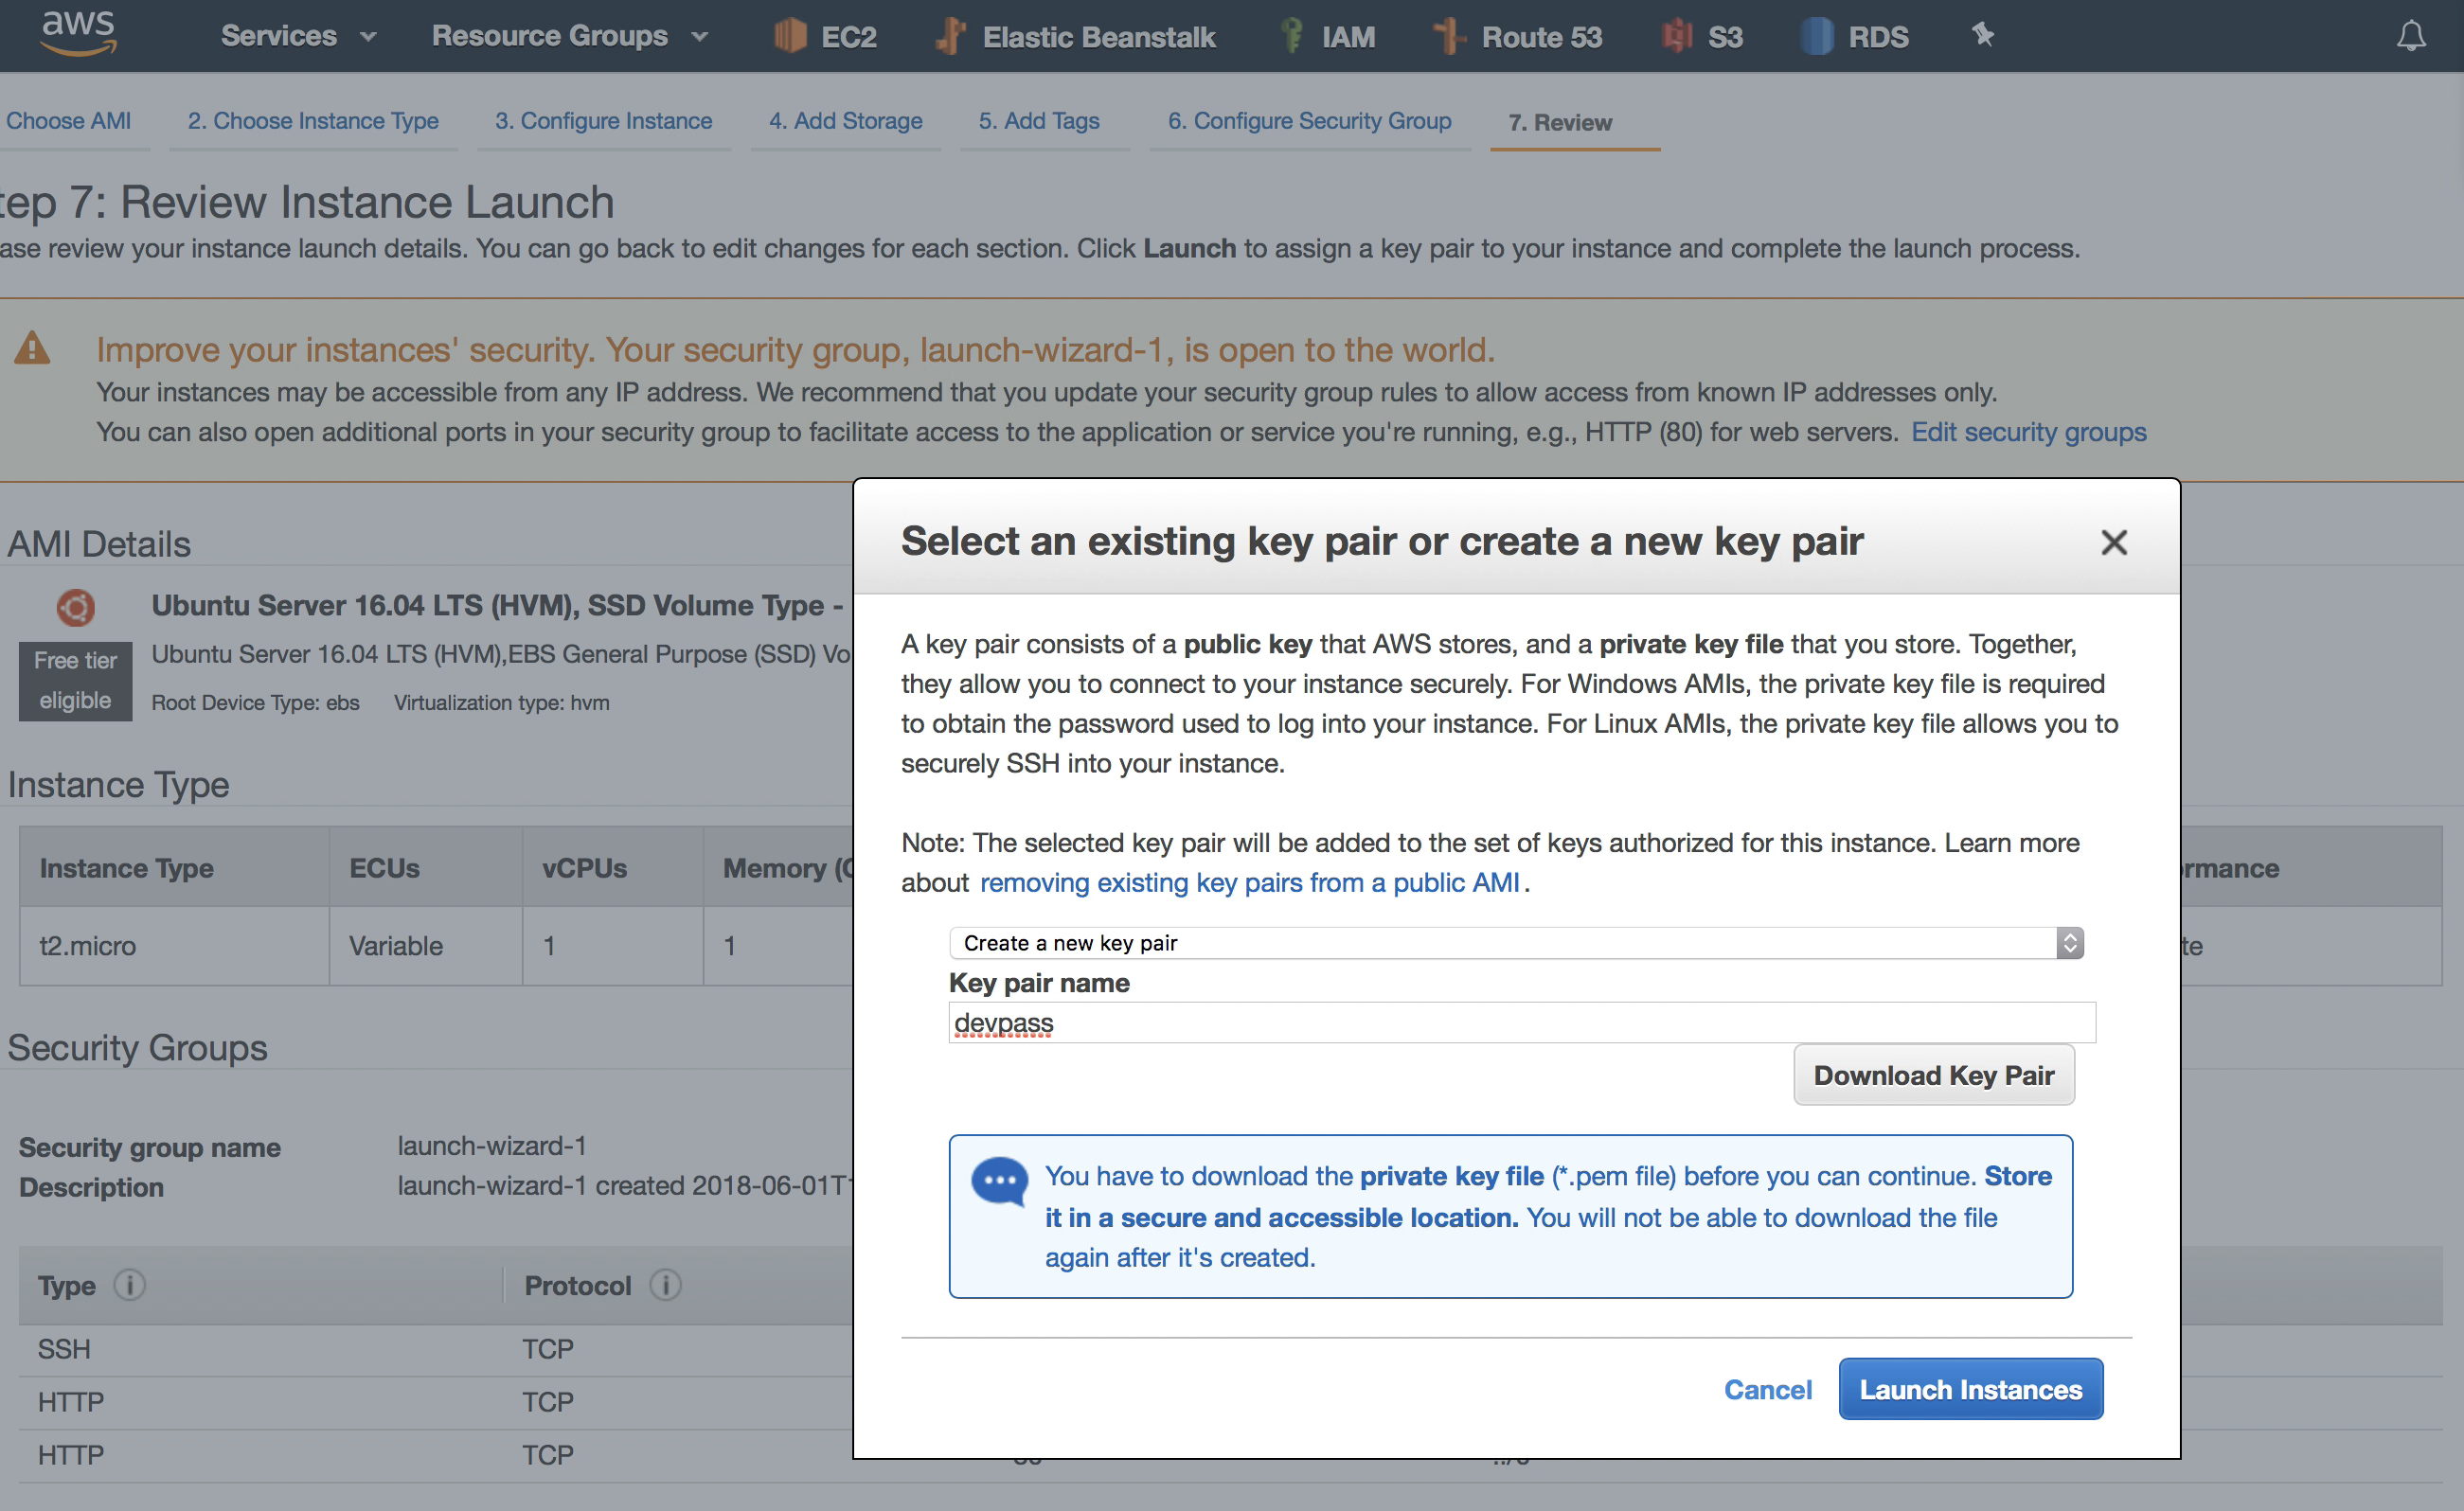 aws Services Resource Groups EC2 Elastic Beanstalk IAM Route 53 S3 RDS
Choose AMI 2. Choose Instance Type 3. Configure Instance 4. Add Storage 5. Add Tags 6. Configure Security Group 7. Review
tep 7: Review Instance Launch
ase review your instance launch details. You can go back to edit changes for each section. Click Launch to assign a key pair to your instance and complete the launch process.
Improve your instances' security. Your security group, launch-wizard-1, is open to the world.
Your instances may be accessible from any IP address. We recommend that you update your security group rules to allow access from known IP addresses only.
You can also open additional ports in your security group to facilitate access to the application or service you're running, e.g., HTTP (80) for web servers. Edit security groups
AMI Details
Ubuntu Server 16.04 LTS (HVM), SSD Volume Type -
Free tier
eligible
Ubuntu Server 16.04 LTS (HVM),EBS General Purpose (SSD) Vo
Root Device Type: ebs Virtualization type: hvm
Instance Type
Instance Type ECUs vCPUs Memory ( rmance
t2.micro Variable 1 1 te
Security Groups
Security group name launch-wizard-1
Description launch-wizard-1 created 2018-06-01T
Type Protocol
SSH TCP
HTTP TCP
HTTP TCP
Select an existing key pair or create a new key pair
A key pair consists of a public key that AWS stores, and a private key file that you store. Together,
they allow you to connect to your instance securely. For Windows AMIs, the private key file is required
to obtain the password used to log into your instance. For Linux AMIs, the private key file allows you to
securely SSH into your instance.
Note: The selected key pair will be added to the set of keys authorized for this instance. Learn more
about removing existing key pairs from a public AMI .
Create a new key pair
Key pair name
devpass
Download Key Pair
You have to download the private key file (*.pem file) before you can continue. Store
it in a secure and accessible location. You will not be able to download the file
again after it's created.
Cancel Launch Instances